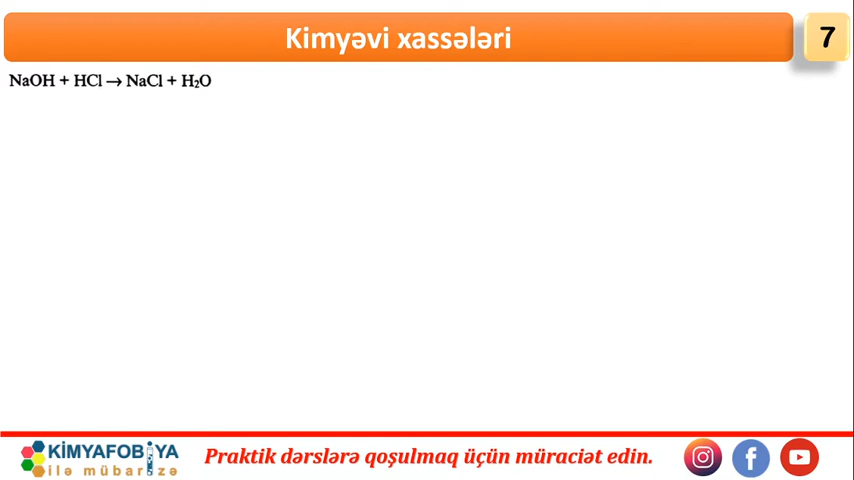 Kimyəvi xassələri
7
NaOH + HCl → NaCl + H₂O
KİMYAFOBİYA
ilə mübarizə
Praktik dərslərə qoşulmaq üçün müraciət edin.